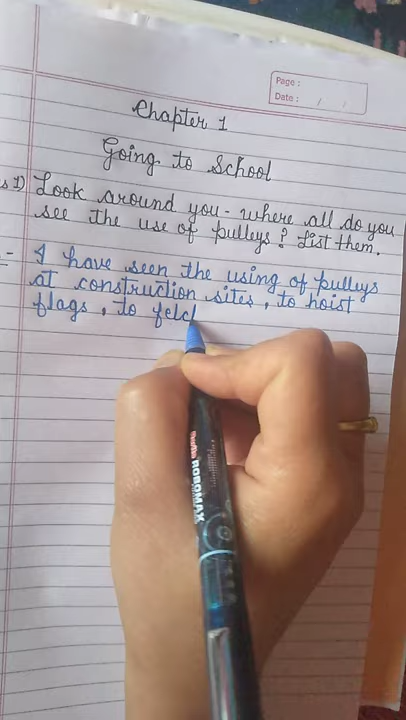 Page :
Date : / /
Chapter 1
Going to School
s 1) Look around you - where all do you
see the use of pulleys ? List them.
:- I have seen the using of pulleys
at construction sites, to hoist
flags, to fetch
ROBOMAX